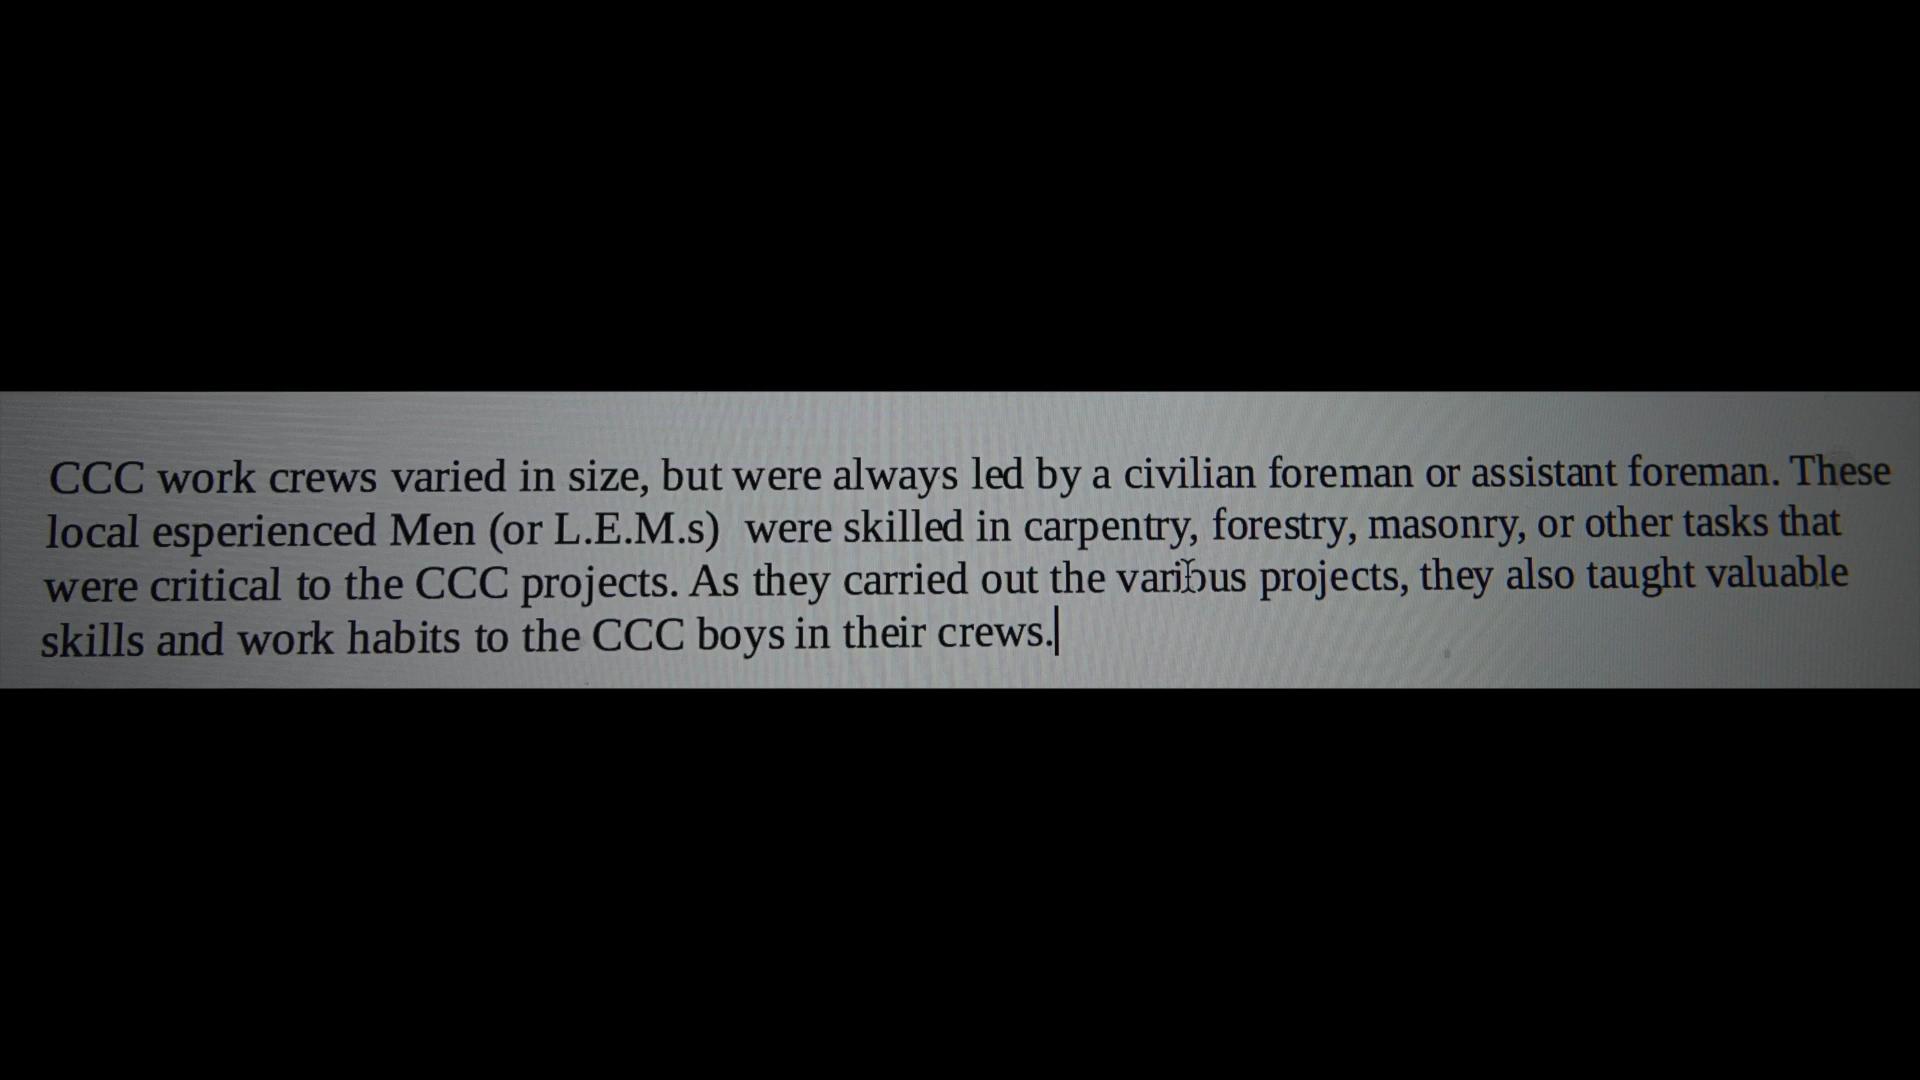 CCC work crews varied in size, but were always led by a civilian foreman or assistant foreman. These
local esperienced Men (or L.E.M.s)  were skilled in carpentry, forestry, masonry, or other tasks that
were critical to the CCC projects. As they carried out the various projects, they also taught valuable
skills and work habits to the CCC boys in their crews.